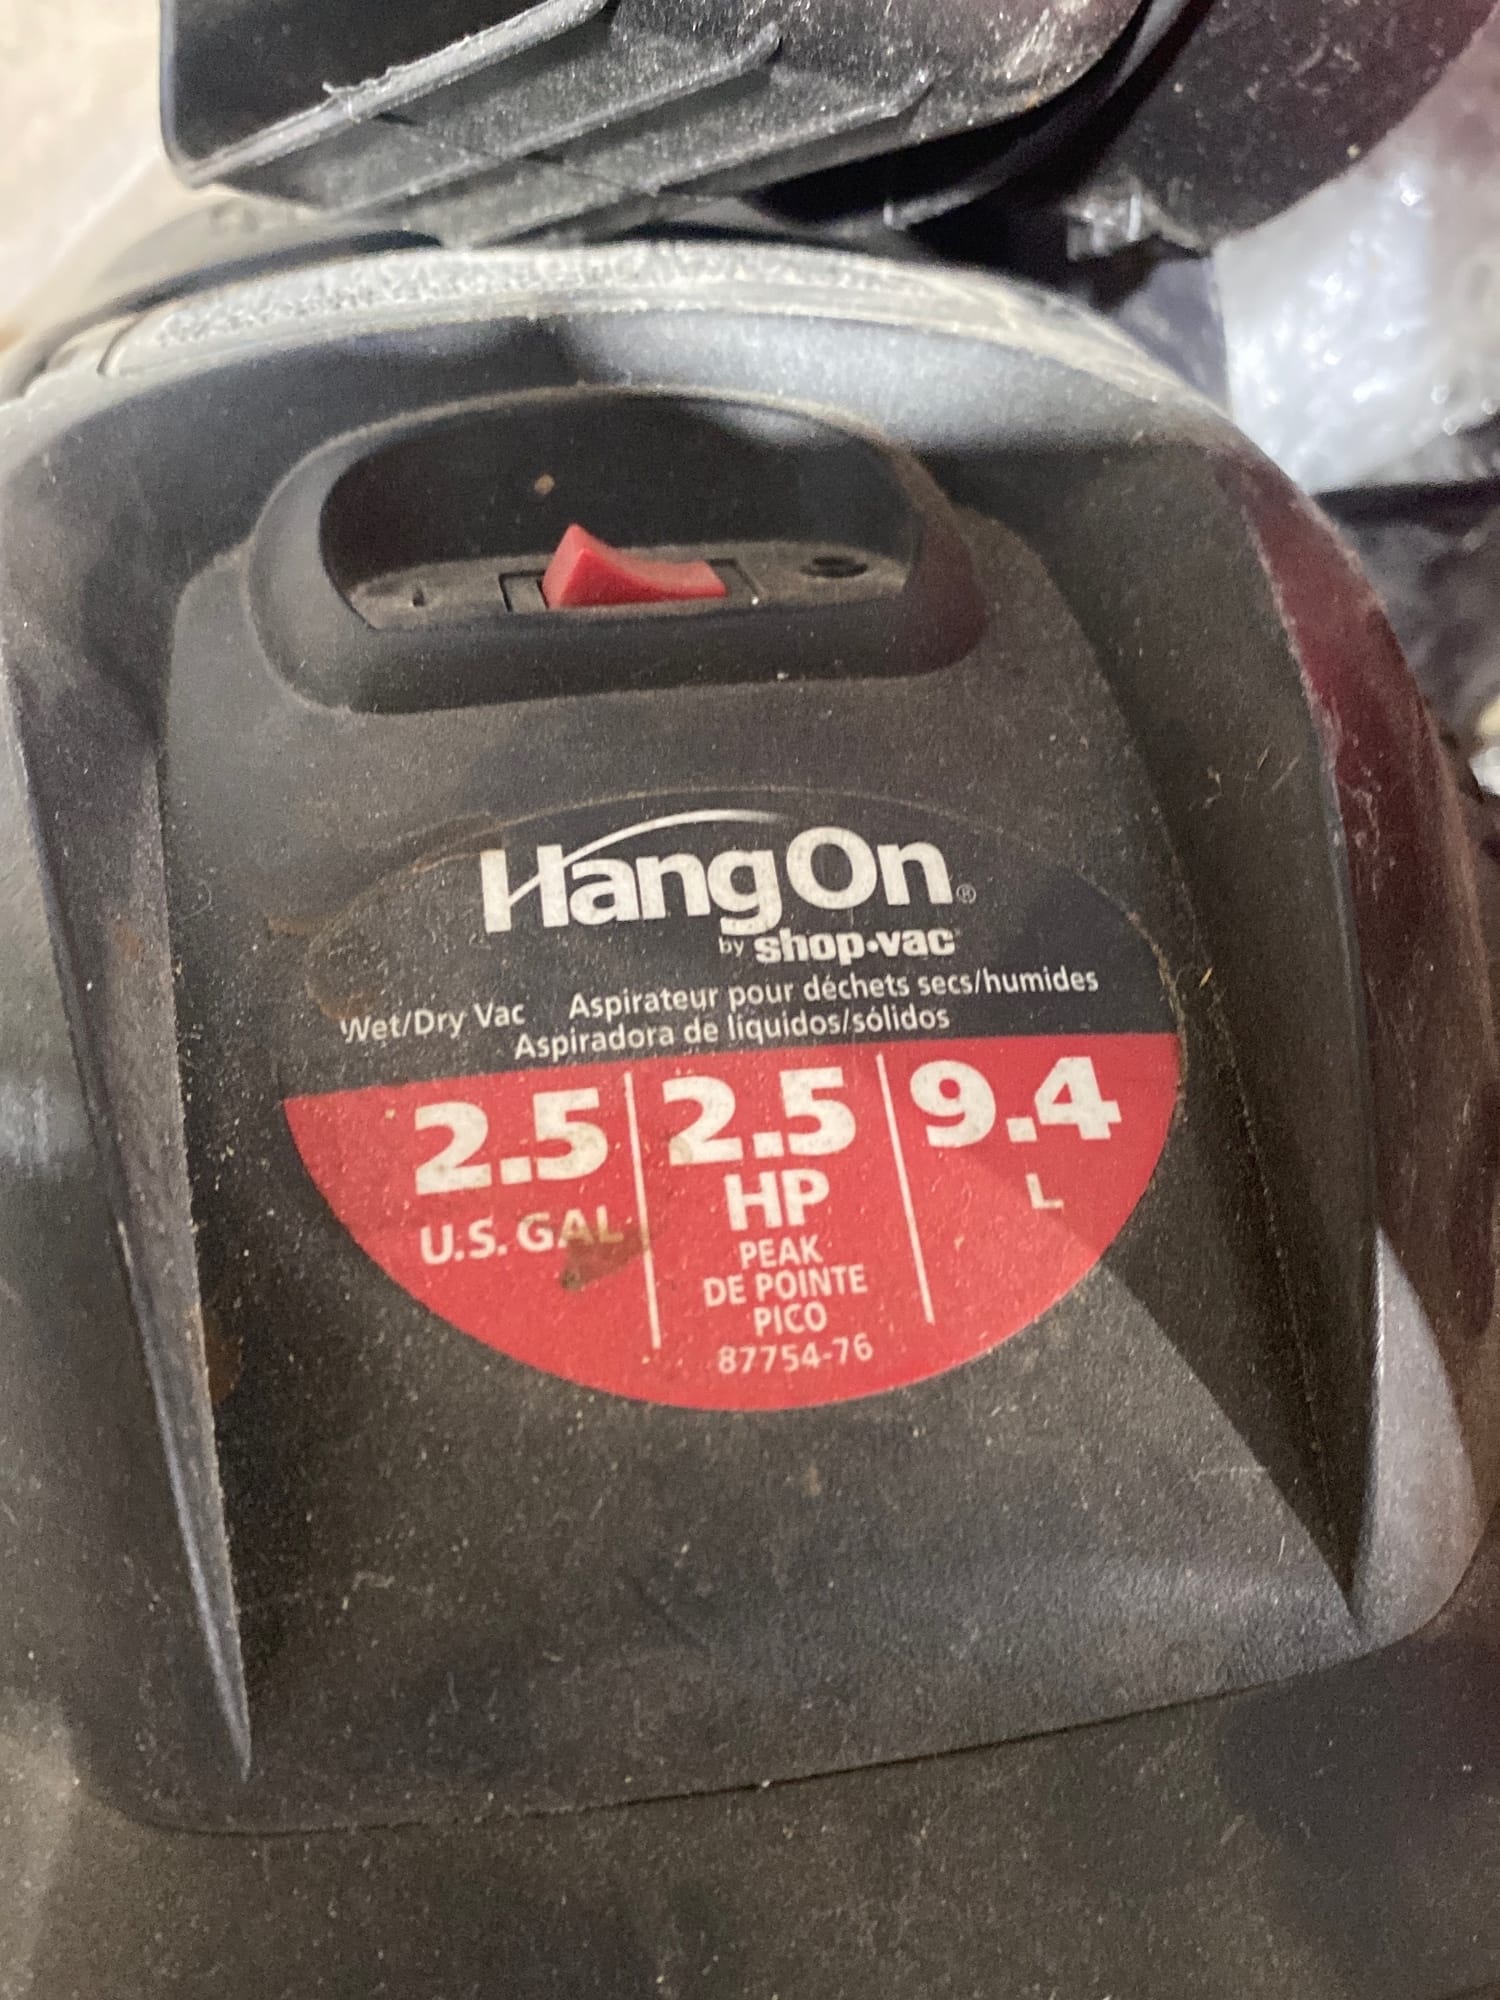 HangOn®
by shop•vac
Wet/Dry Vac Aspirateur pour déchets secs/humides
Aspiradora de líquidos/sólidos
2.5
U.S. GAL
2.5
HP
PEAK
DE POINTE
PICO
87754-76
9.4
L